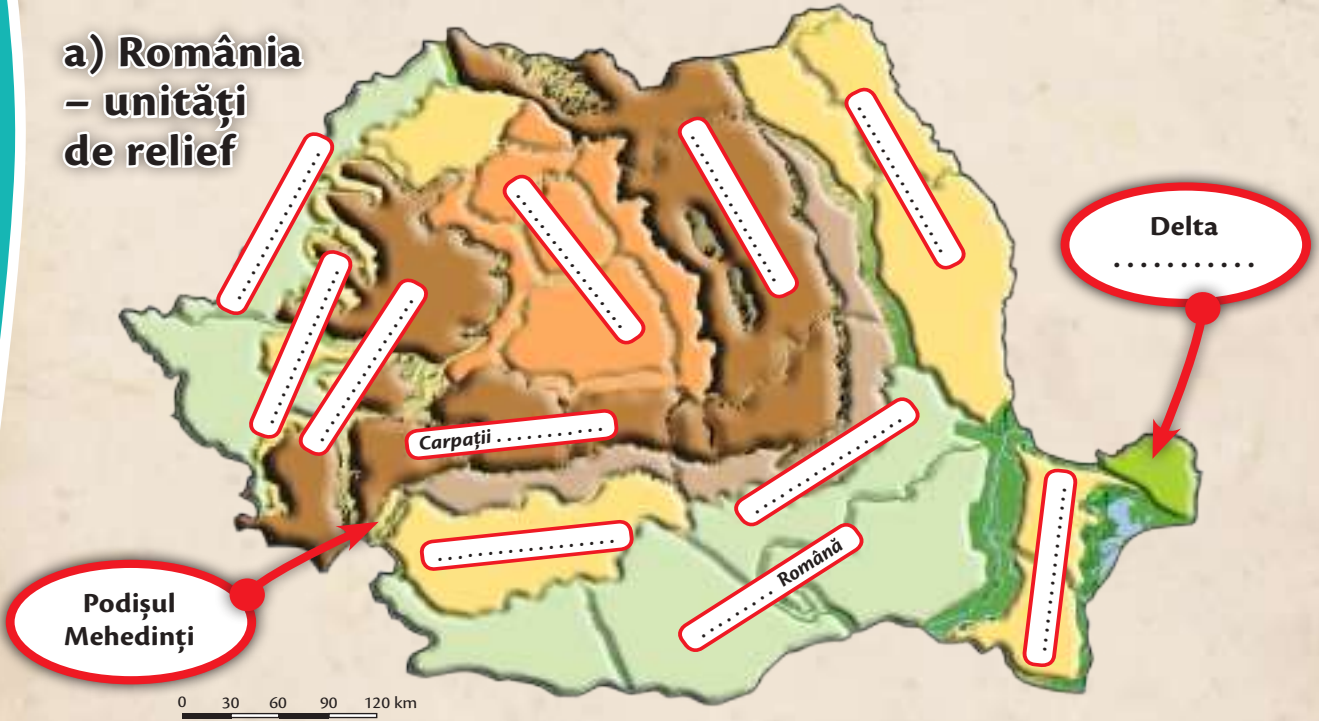 a) România
– unități
de relief
Delta
...........
Carpații ............
........ Română
Podișul
Mehedinți
0 30 60 90 120 km